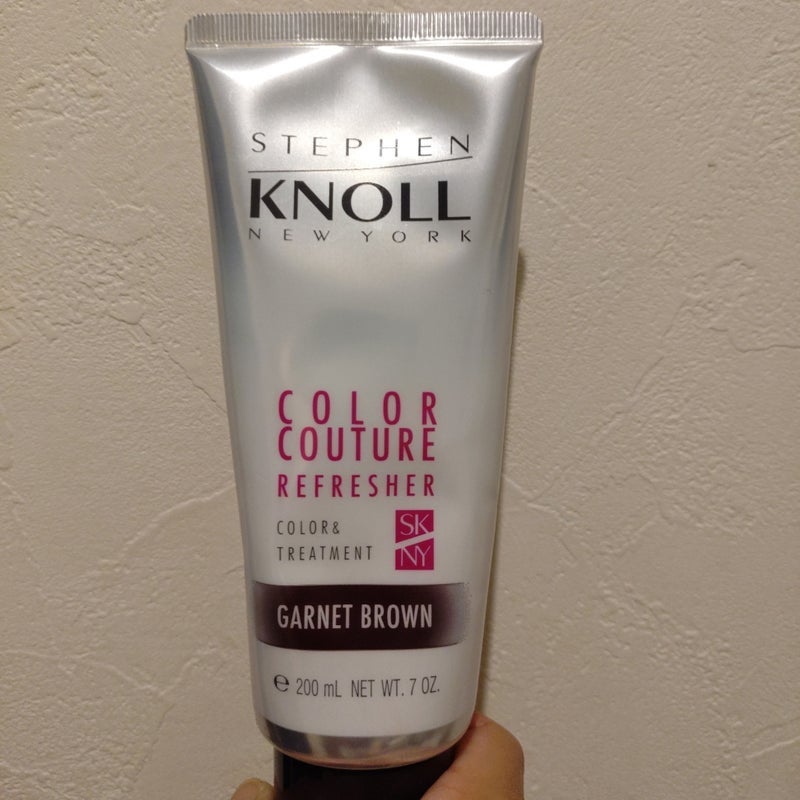 STEPHEN
KNOLL
NEW YORK
COLOR
COUTURE
REFRESHER
COLOR&
TREATMENT
SK
NY
GARNET BROWN
℮ 200 mL NET WT. 7 OZ.